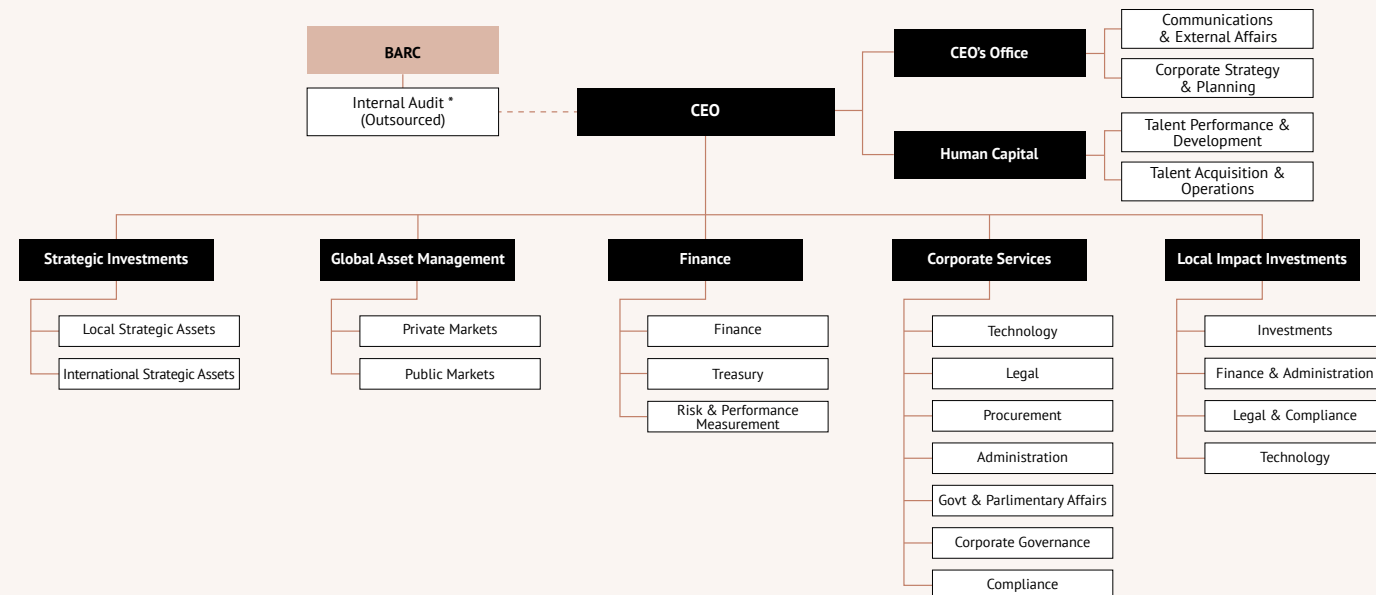 BARC
Internal Audit *
(Outsourced)
CEO
CEO's Office
Communications
& External Affairs
Corporate Strategy
& Planning
Human Capital
Talent Performance &
Development
Talent Acquisition &
Operations
Strategic Investments
Local Strategic Assets
International Strategic Assets
Global Asset Management
Private Markets
Public Markets
Finance
Finance
Treasury
Risk & Performance
Measurement
Corporate Services
Technology
Legal
Procurement
Administration
Govt & Parlimentary Affairs
Corporate Governance
Compliance
Local Impact Investments
Investments
Finance & Administration
Legal & Compliance
Technology